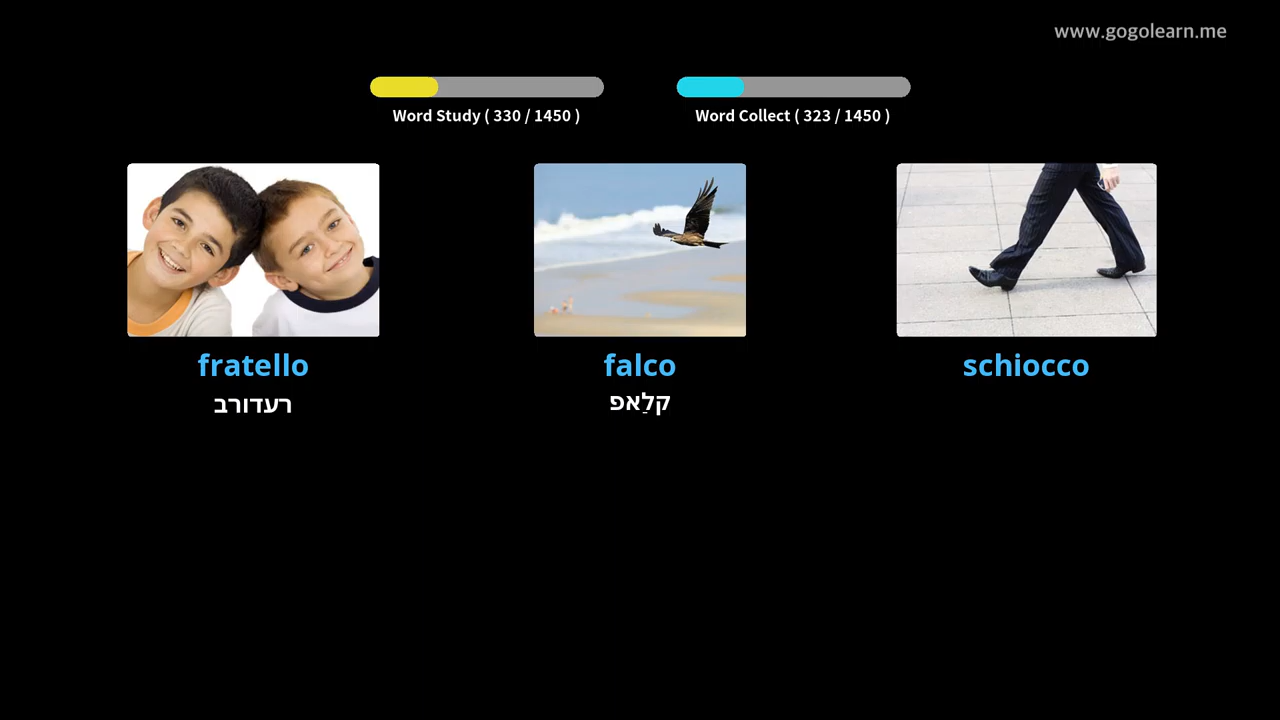 www.gogolearn.me
Word Study ( 330 / 1450 )
Word Collect ( 323 / 1450 )
fratello
רעדורב
falco
קלַאפ
schiocco